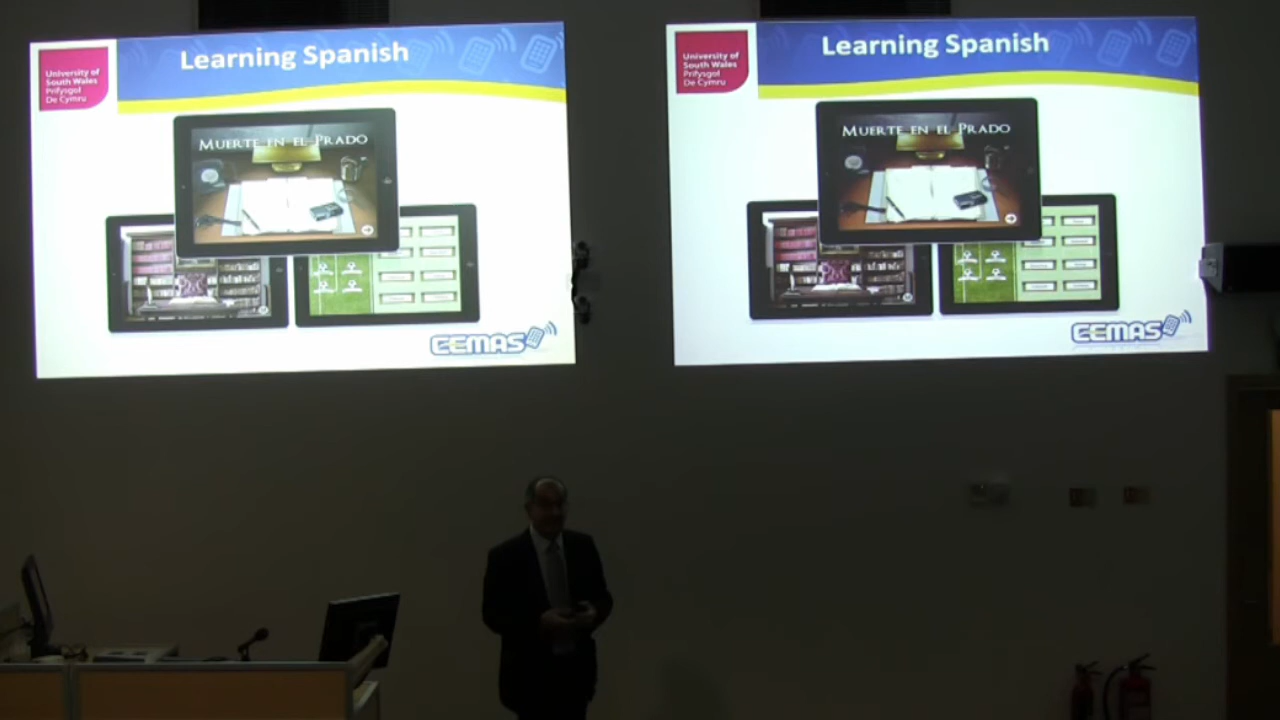 Learning Spanish
University of
South Wales
Prifysgol
De Cymru
MUERTE EN EL PRADO
CEMAS
Learning Spanish
University of
South Wales
Prifysgol
De Cymru
MUERTE EN EL PRADO
CEMAS